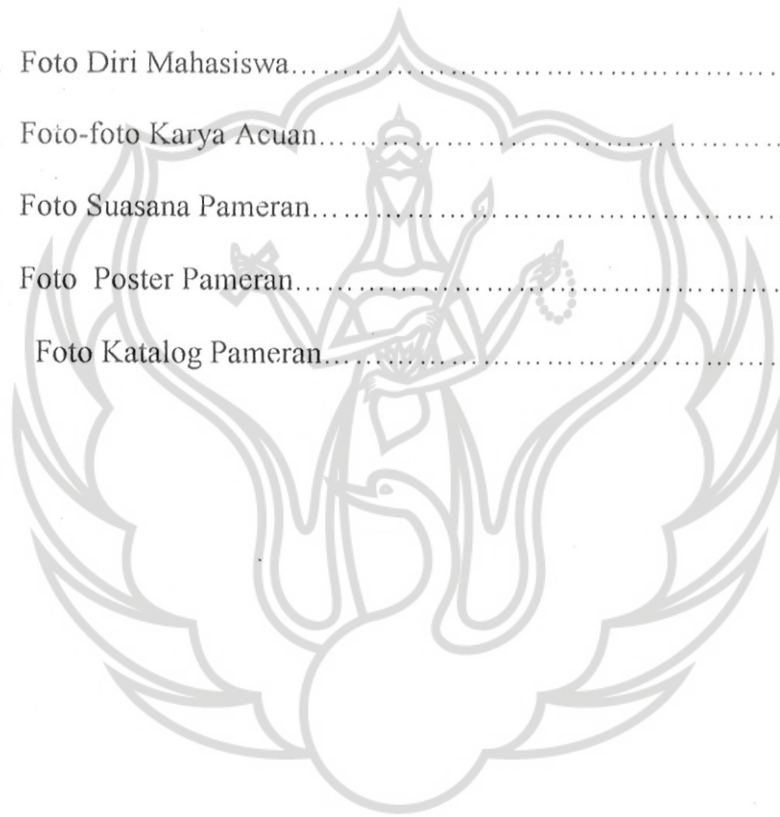 Foto Diri Mahasiswa..................................
Foto-foto Karya Acuan..................................
Foto Suasana Pameran..................................
Foto  Poster Pameran..................................
Foto Katalog Pameran..................................